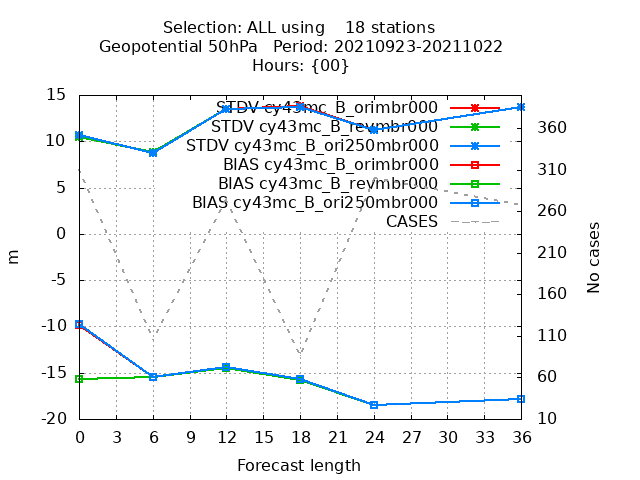 Selection: ALL using    18 stations
Geopotential 50hPa   Period: 20210923-20211022
Hours: {00}
STDV cy43mc_B_orimbr000
STDV cy43mc_B_revmbr000
STDV cy43mc_B_ori250mbr000
BIAS cy43mc_B_orimbr000
BIAS cy43mc_B_revmbr000
BIAS cy43mc_B_ori250mbr000
CASES
15
10
5
0
-5
-10
-15
-20
m
360
310
260
210
160
110
60
10
No cases
0 3 6 9 12 15 18 21 24 27 30 33 36
Forecast length